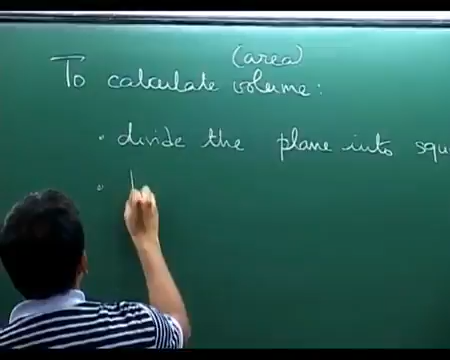 (area)
To calculate volume:
• divide the plane into squ
•